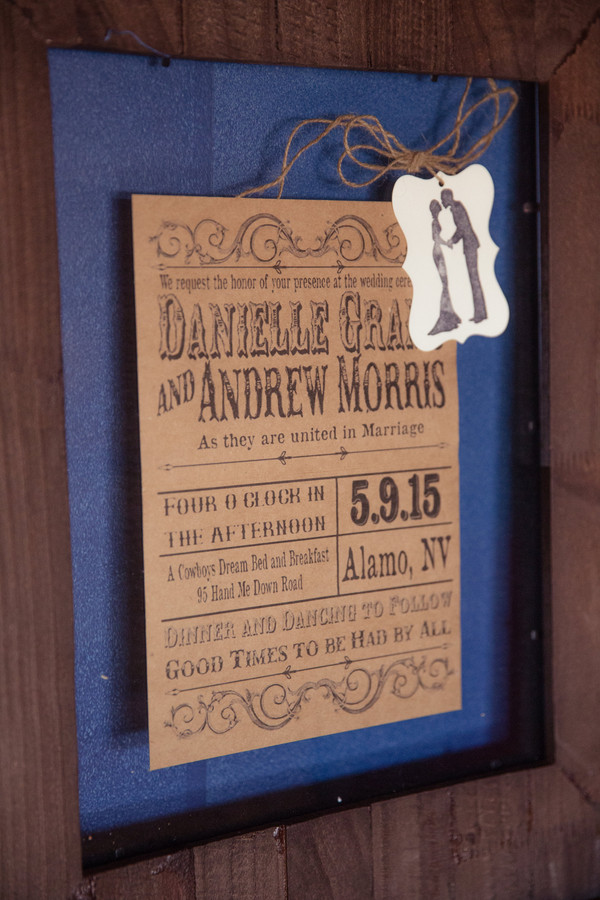 We request the honor of your presence at the wedding
DANIELLE
AND ANDREW MORRIS
As they are united in Marriage
FOUR O CLOCK IN
THE AFTERNOON
5.9.15
A Cowboys Dream Bed and Breakfast
95 Hand Me Down Road
Alamo, NV
DINNER AND DANCING TO FOLLOW
GOOD TIMES TO BE HAD BY ALL